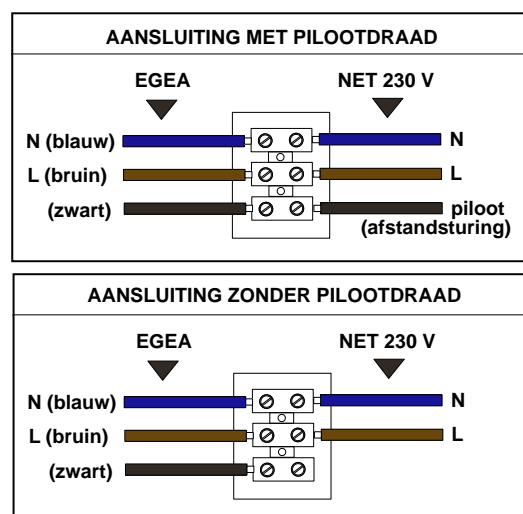 AANSLUITING MET PILOOTDRAAD
EGEA NET 230 V
N (blauw) N
L (bruin) L
(zwart) piloot
(afstandsturing)
AANSLUITING ZONDER PILOOTDRAAD
EGEA NET 230 V
N (blauw) N
L (bruin) L
(zwart)